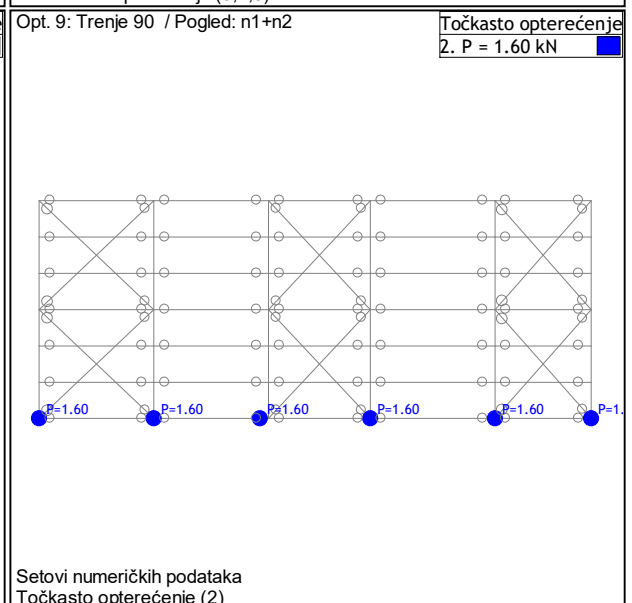 Opt. 9: Trenje 90 / Pogled: n1+n2
Točkasto opterećenje
2. P = 1.60 kN
P=1.60
P=1.60
P=1.60
P=1.60
P=1.60
P=1.
Setovi numeričkih podataka
Točkasto opterećenje (2)